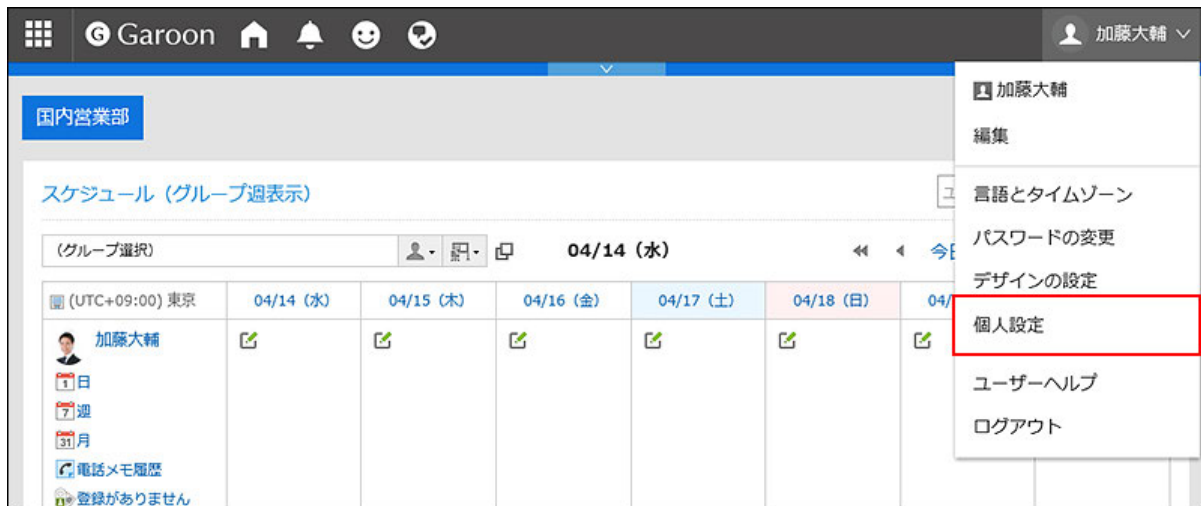 Garoon
加藤大輔
国内営業部
スケジュール（グループ週表示）
（グループ選択）
04/14（水）
今日
(UTC+09:00) 東京
04/14（水）
04/15（木）
04/16（金）
04/17（土）
04/18（日）
04/
加藤大輔
1日
7週
31月
電話メモ履歴
登録がありません
加藤大輔
編集
言語とタイムゾーン
パスワードの変更
デザインの設定
個人設定
ユーザーヘルプ
ログアウト